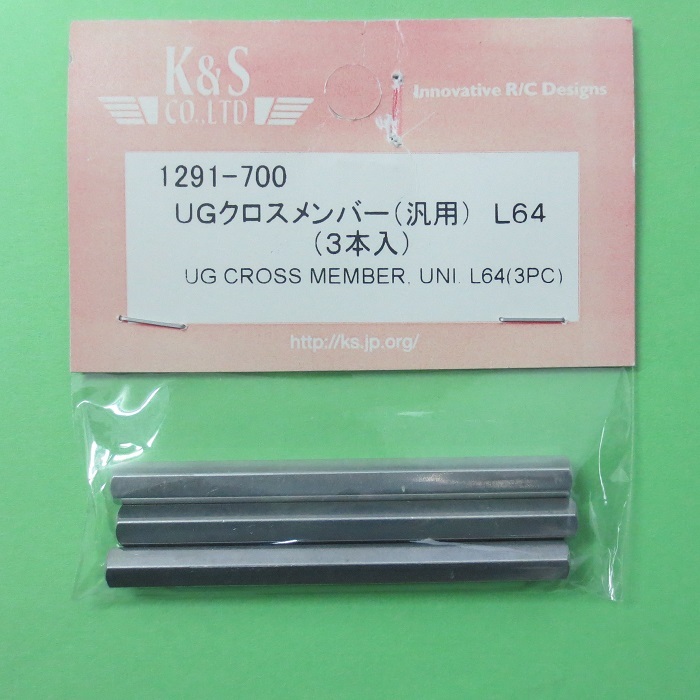 K&S
CO.,LTD
Innovative R/C Designs
1291-700
UGクロスメンバー(汎用) L64
(3本入)
UG CROSS MEMBER, UNI. L64(3PC)
http://ks.jp.org/